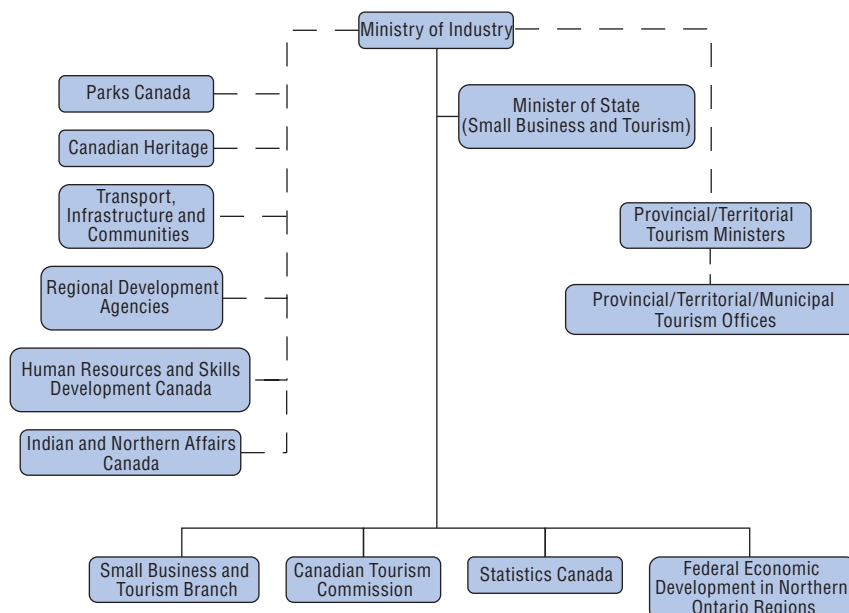 Ministry of Industry
Parks Canada
Minister of State
(Small Business and Tourism)
Canadian Heritage
Transport,
Infrastructure and
Communities
Provincial/Territorial
Tourism Ministers
Regional Development
Agencies
Provincial/Territorial/Municipal
Tourism Offices
Human Resources and Skills
Development Canada
Indian and Northern Affairs
Canada
Small Business and
Tourism Branch
Canadian Tourism
Commission
Statistics Canada
Federal Economic
Development in Northern
Ontario Regions